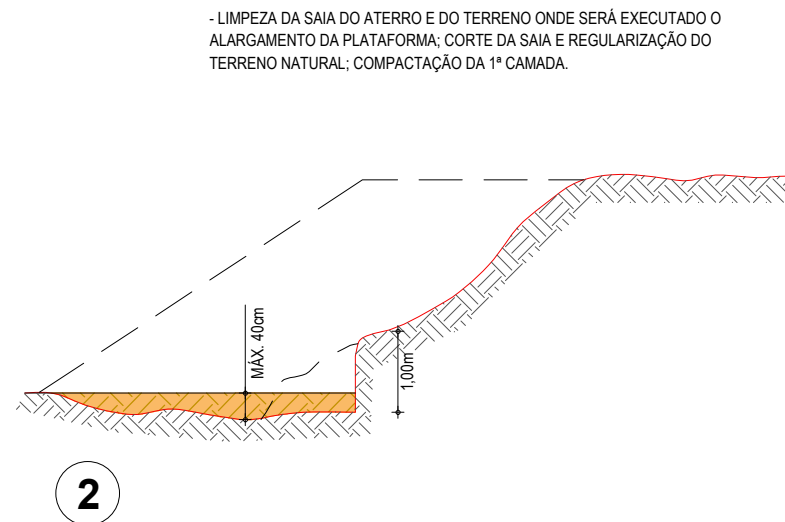 - LIMPEZA DA SAIA DO ATERRO E DO TERRENO ONDE SERÁ EXECUTADO O
ALARGAMENTO DA PLATAFORMA; CORTE DA SAIA E REGULARIZAÇÃO DO
TERRENO NATURAL; COMPACTAÇÃO DA 1ª CAMADA.
MÁX. 40cm
1,00m
2